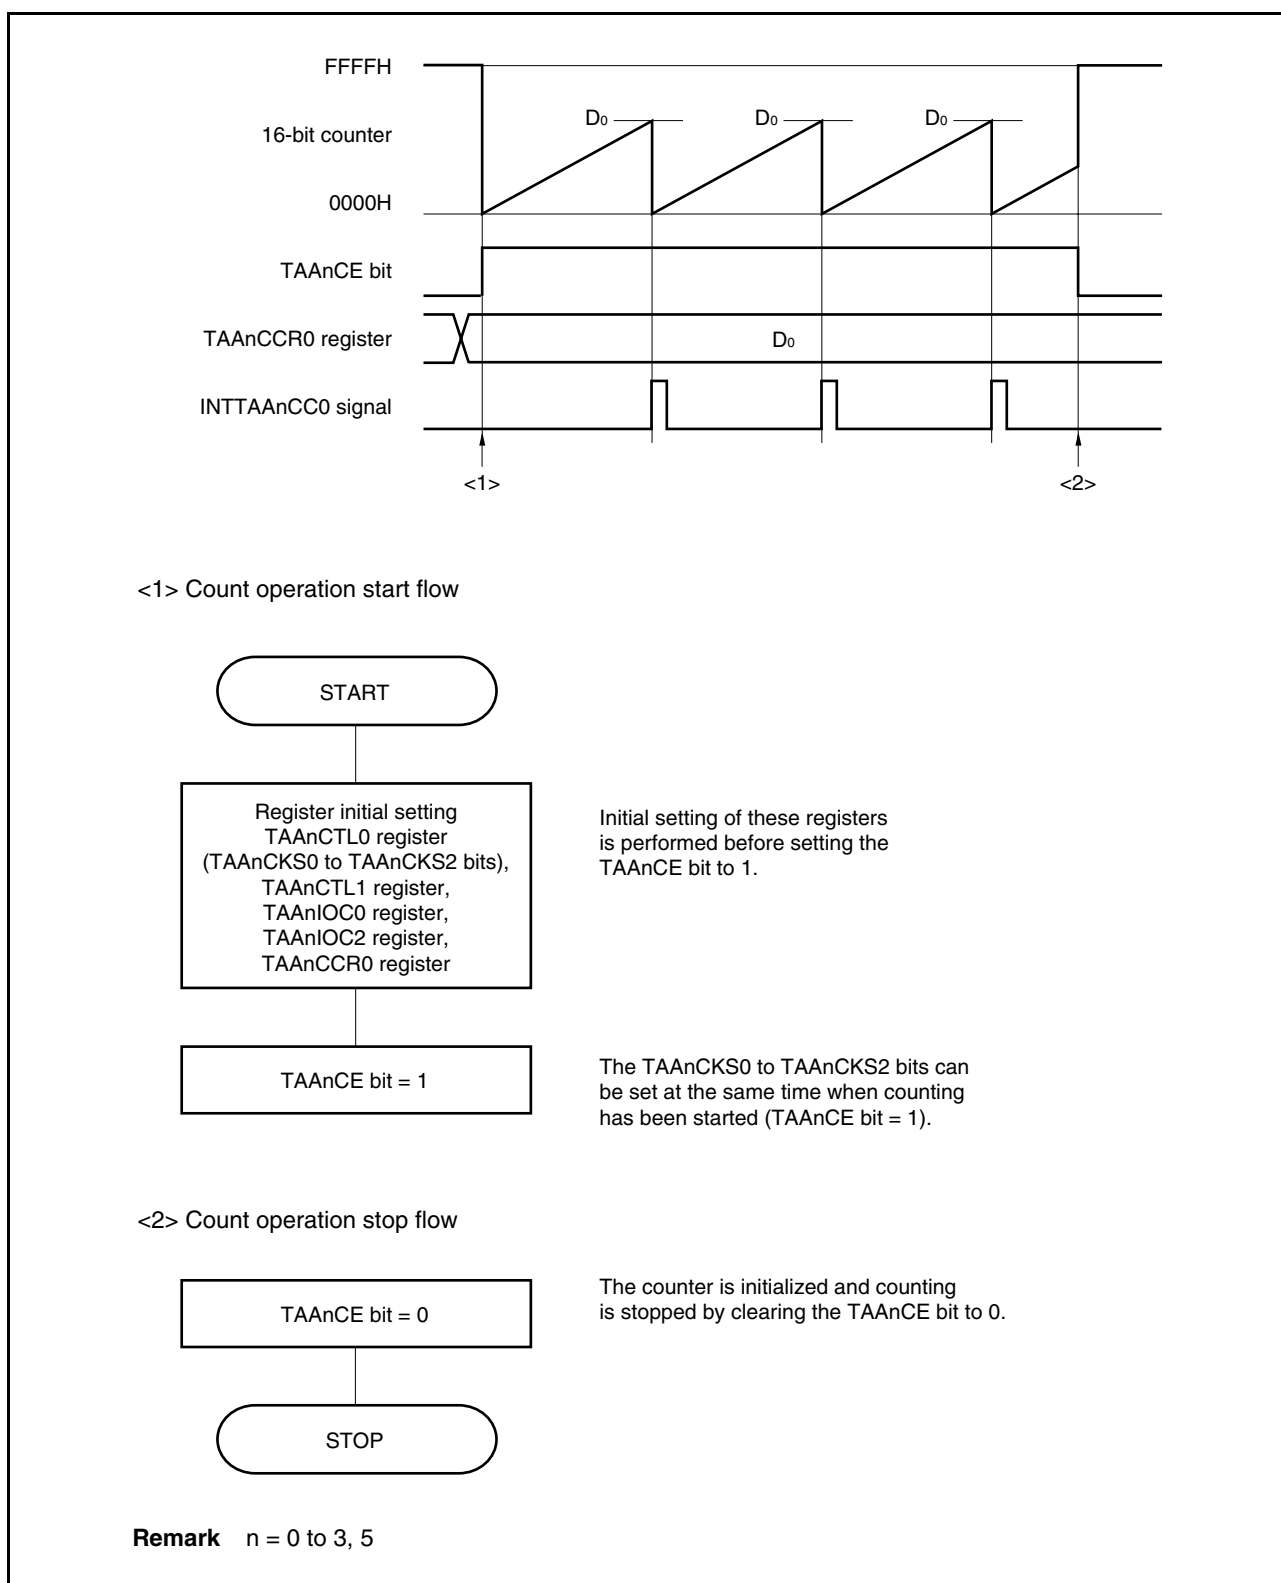 FFFFH
D0 D0 D0
16-bit counter
0000H
TAAnCE bit
TAAnCCR0 register D0
INTTAAnCC0 signal
<1> <2>
<1> Count operation start flow
START
Register initial setting
TAAnCTL0 register
(TAAnCKS0 to TAAnCKS2 bits),
TAAnCTL1 register,
TAAnIOC0 register,
TAAnIOC2 register,
TAAnCCR0 register
Initial setting of these registers
is performed before setting the
TAAnCE bit to 1.
TAAnCE bit = 1
The TAAnCKS0 to TAAnCKS2 bits can
be set at the same time when counting
has been started (TAAnCE bit = 1).
<2> Count operation stop flow
TAAnCE bit = 0
The counter is initialized and counting
is stopped by clearing the TAAnCE bit to 0.
STOP
Remark n = 0 to 3, 5